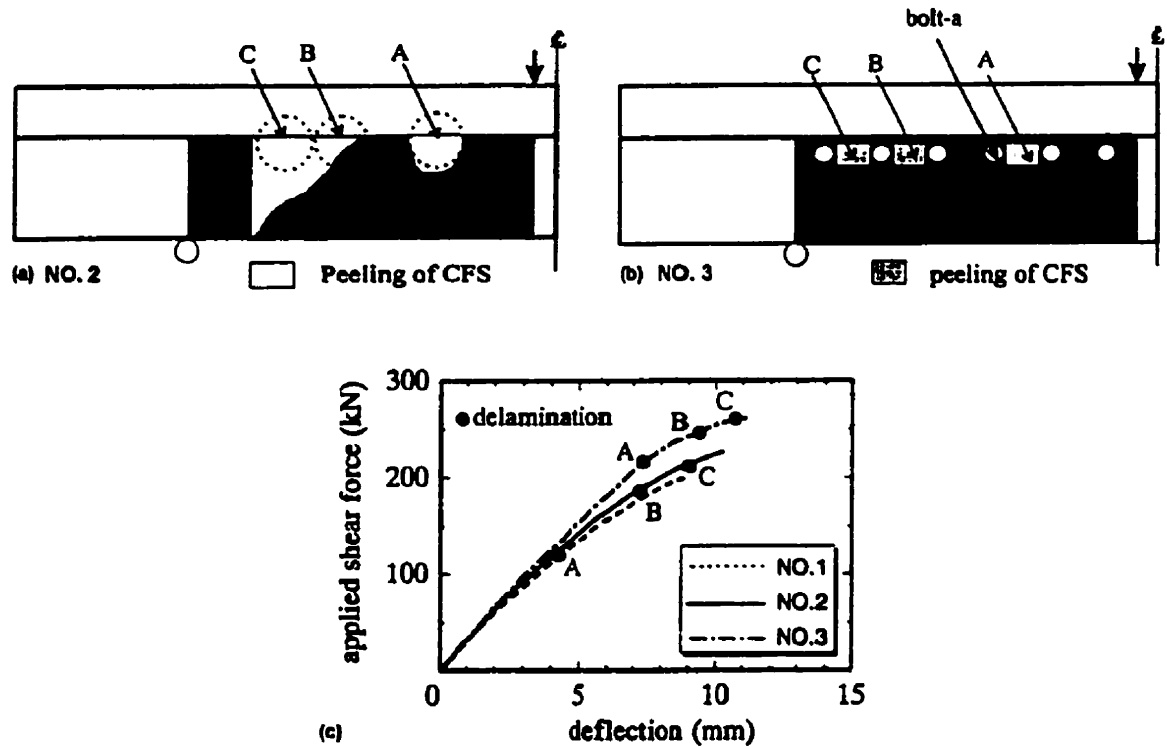 C B A ℄
(a) NO. 2
Peeling of CFS
bolt-a
C B A ℄
(b) NO. 3
peeling of CFS
applied shear force (kN)
300
200
100
0 5 10 15
deflection (mm)
delamination
A B C
A B C
NO.1
NO.2
NO.3
(c)